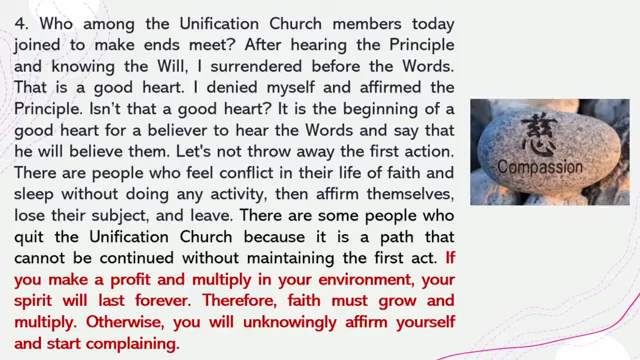 4. Who among the Unification Church members today
joined to make ends meet? After hearing the Principle
and knowing the Will, I surrendered before the Words.
That is a good heart. I denied myself and affirmed the
Principle. Isn't that a good heart? It is the beginning of a
good heart for a believer to hear the Words and say that
he will believe them. Let's not throw away the first action.
There are people who feel conflict in their life of faith and
sleep without doing any activity, then affirm themselves,
lose their subject, and leave. There are some people who
quit the Unification Church because it is a path that
cannot be continued without maintaining the first act. If
you make a profit and multiply in your environment, your
spirit will last forever. Therefore, faith must grow and
multiply. Otherwise, you will unknowingly affirm yourself
and start complaining.
慈
Compassion